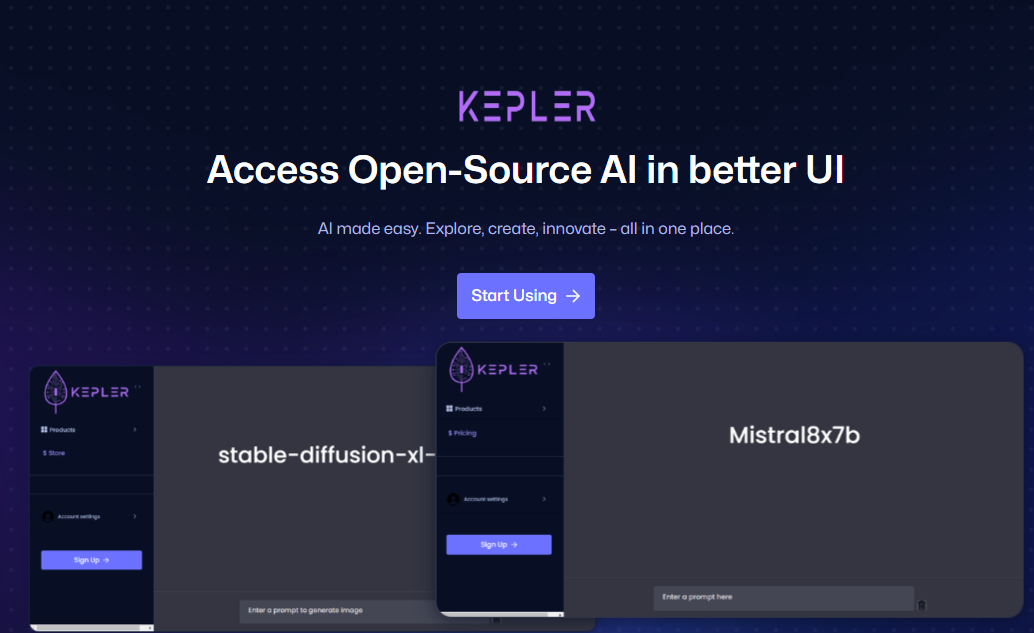 KEPLER
Access Open-Source AI in better UI
AI made easy. Explore, create, innovate – all in one place.
Start Using →
KEPLER
Products
$ Store
Account settings
Sign Up →
stable-diffusion-xl-
Enter a prompt to generate image
KEPLER
Products
$ Pricing
Account settings
Sign Up →
Mistral8x7b
Enter a prompt here